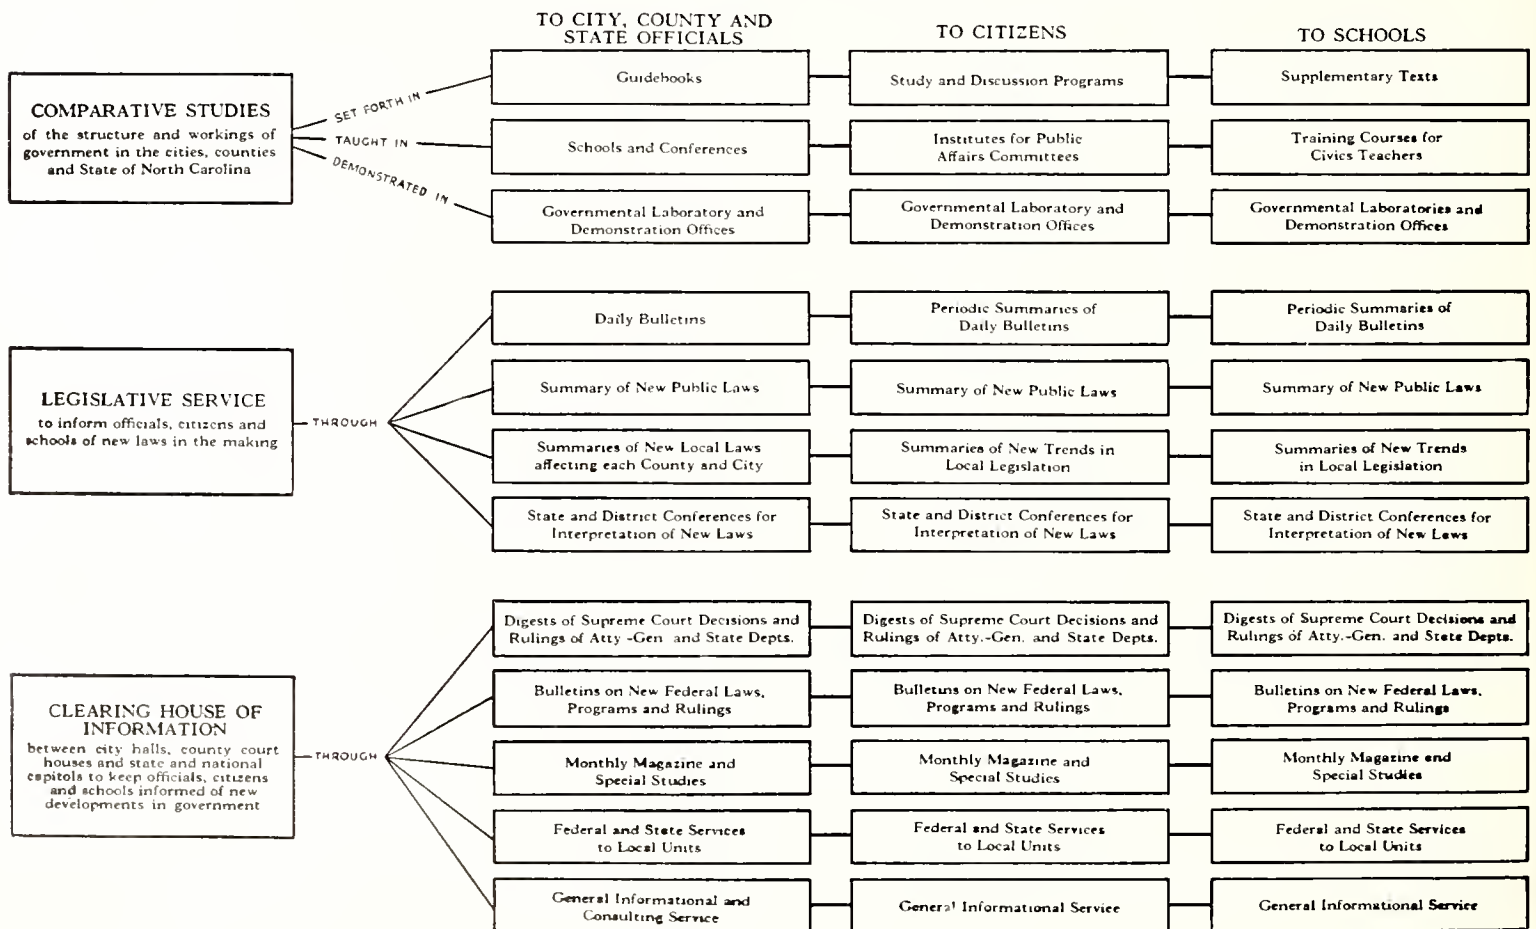 TO CITY, COUNTY AND
STATE OFFICIALS
TO CITIZENS
TO SCHOOLS
COMPARATIVE STUDIES
of the structure and workings of
government in the cities, counties
and State of North Carolina
SET FORTH IN
TAUGHT IN
DEMONSTRATED IN
Guidebooks
Study and Discussion Programs
Supplementary Texts
Schools and Conferences
Institutes for Public
Affairs Committees
Training Courses for
Civics Teachers
Governmental Laboratory and
Demonstration Offices
Governmental Laboratory and
Demonstration Offices
Governmental Laboratories and
Demonstration Offices
LEGISLATIVE SERVICE
to inform officials, citizens and
schools of new laws in the making
THROUGH
Daily Bulletins
Periodic Summaries of
Daily Bulletins
Periodic Summaries of
Daily Bulletins
Summary of New Public Laws
Summary of New Public Laws
Summary of New Public Laws
Summaries of New Local Laws
affecting each County and City
Summaries of New Trends in
Local Legislation
Summaries of New Trends
in Local Legislation
State and District Conferences for
Interpretation of New Laws
State and District Conferences for
Interpretation of New Laws
State and District Conferences for
Interpretation of New Laws
CLEARING HOUSE OF
INFORMATION
between city halls, county court
houses and state and national
capitols to keep officials, citizens
and schools informed of new
developments in government
THROUGH
Digests of Supreme Court Decisions and
Rulings of Atty.-Gen. and State Depts.
Digests of Supreme Court Decisions and
Rulings of Atty.-Gen. and State Depts.
Digests of Supreme Court Decisions and
Rulings of Atty.-Gen. and State Depts.
Bulletins on New Federal Laws,
Programs and Rulings
Bulletins on New Federal Laws,
Programs and Rulings
Bulletins on New Federal Laws,
Programs and Rulings
Monthly Magazine and
Special Studies
Monthly Magazine and
Special Studies
Monthly Magazine and
Special Studies
Federal and State Services
to Local Units
Federal and State Services
to Local Units
Federal and State Services
to Local Units
General Informational and
Consulting Service
General Informational Service
General Informational Service